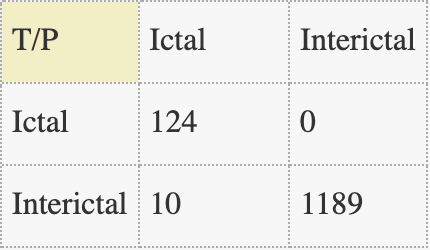 T/P Ictal Interictal
Ictal 124 0
Interictal 10 1189